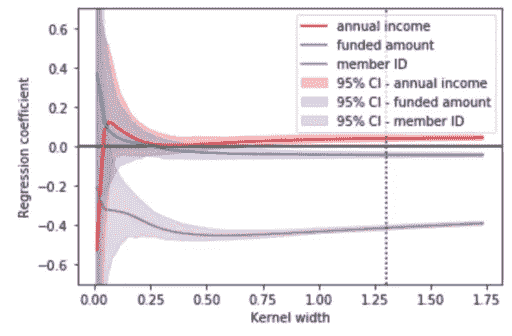 0.6
0.4
0.2
0.0
−0.2
−0.4
−0.6
Regression coefficient
annual income
funded amount
member ID
95% CI - annual income
95% CI - funded amount
95% CI - member ID
0.00 0.25 0.50 0.75 1.00 1.25 1.50 1.75
Kernel width